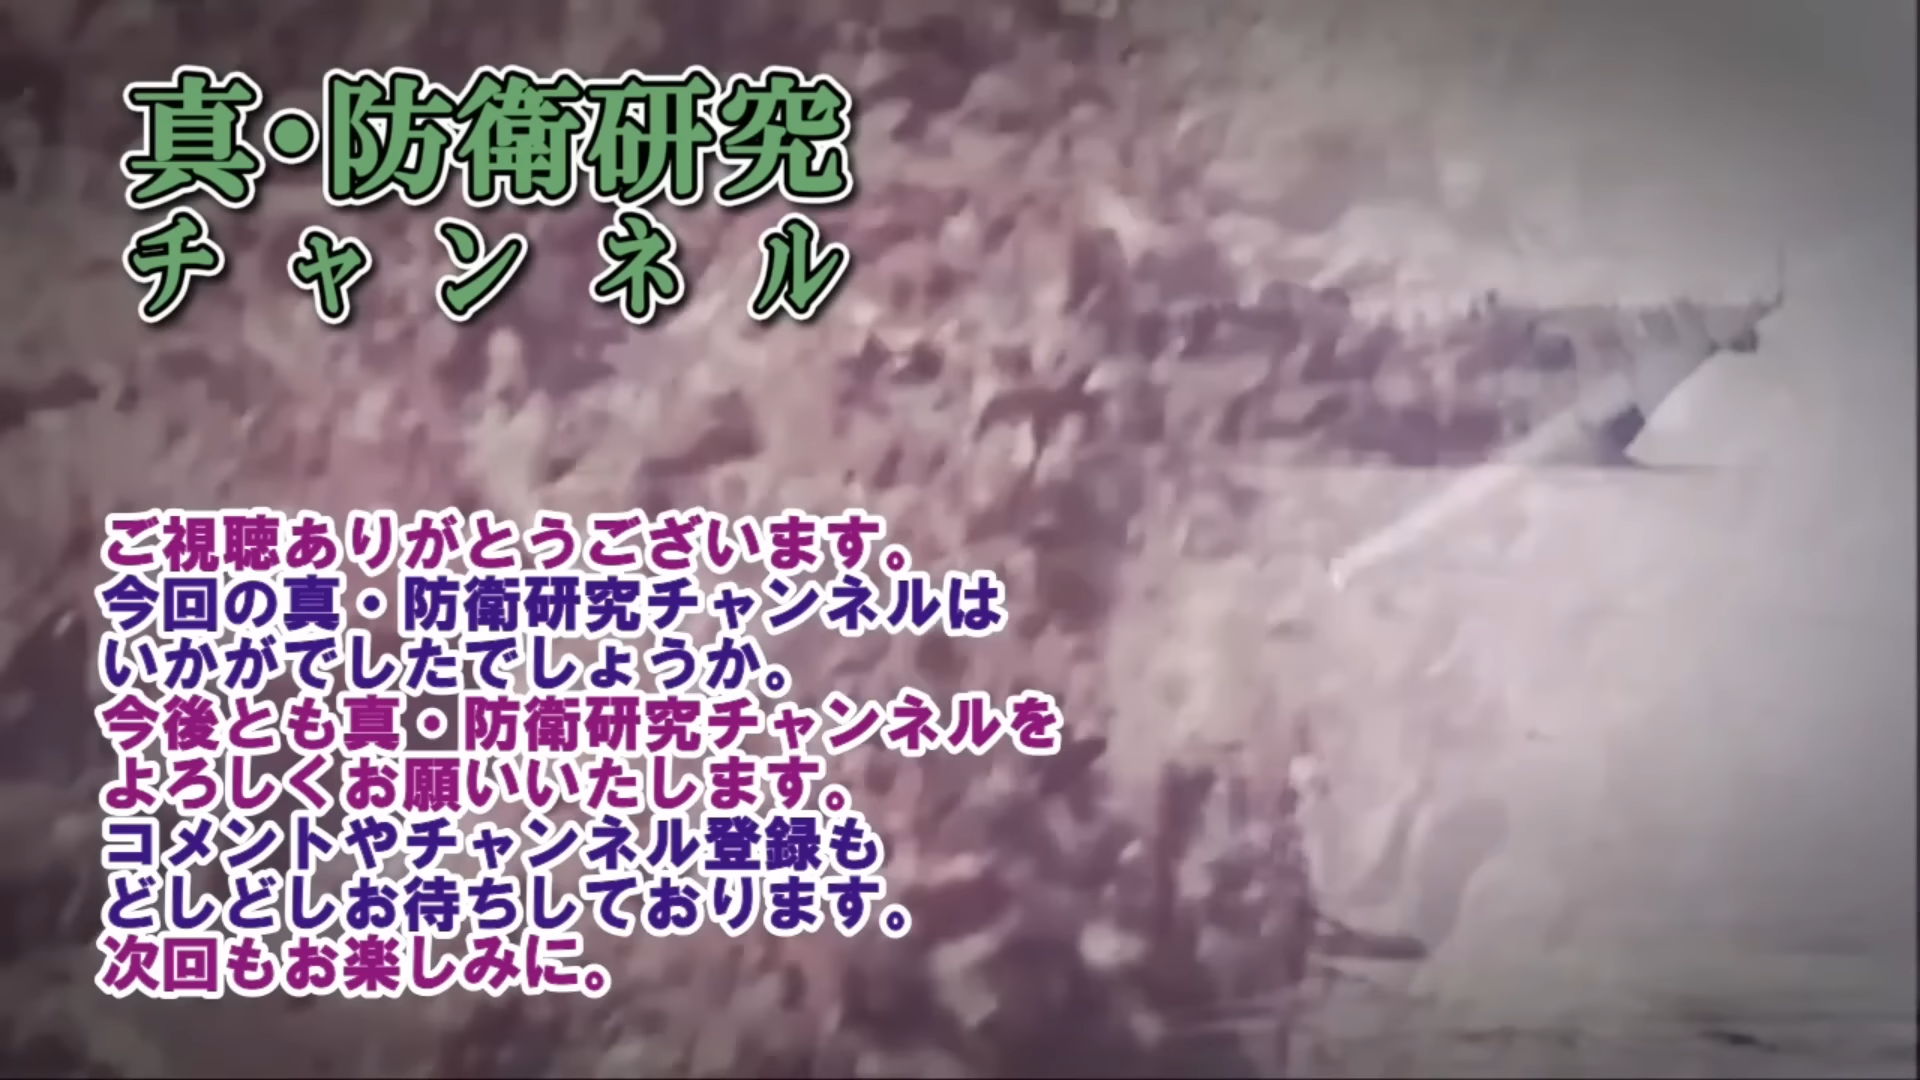 真・防衛研究
チャンネル
ご視聴ありがとうございます。
今回の真・防衛研究チャンネルは
いかがでしたでしょうか。
今後とも真・防衛研究チャンネルを
よろしくお願いいたします。
コメントやチャンネル登録も
どしどしお待ちしております。
次回もお楽しみに。